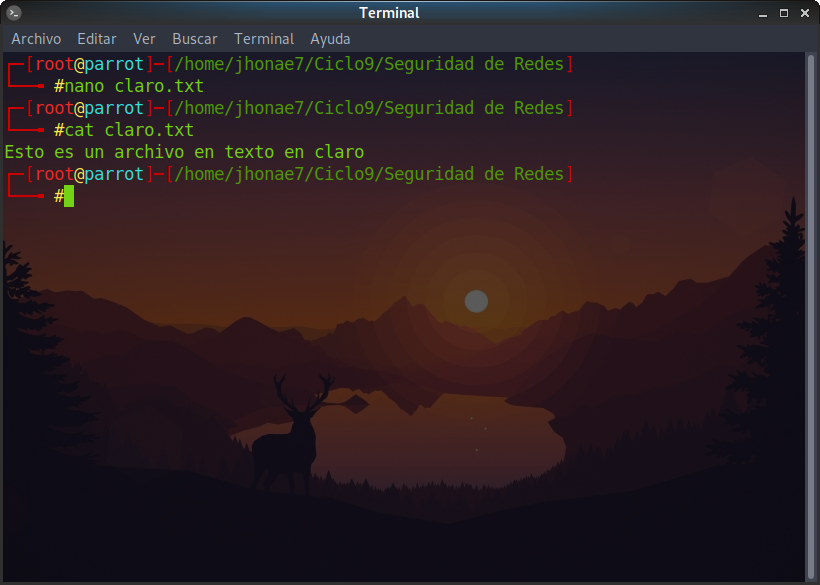 Terminal
Archivo Editar Ver Buscar Terminal Ayuda
┌─[root@parrot]─[/home/jhonae7/Ciclo9/Seguridad de Redes]
└──╼ #nano claro.txt
┌─[root@parrot]─[/home/jhonae7/Ciclo9/Seguridad de Redes]
└──╼ #cat claro.txt
Esto es un archivo en texto en claro
┌─[root@parrot]─[/home/jhonae7/Ciclo9/Seguridad de Redes]
└──╼ #